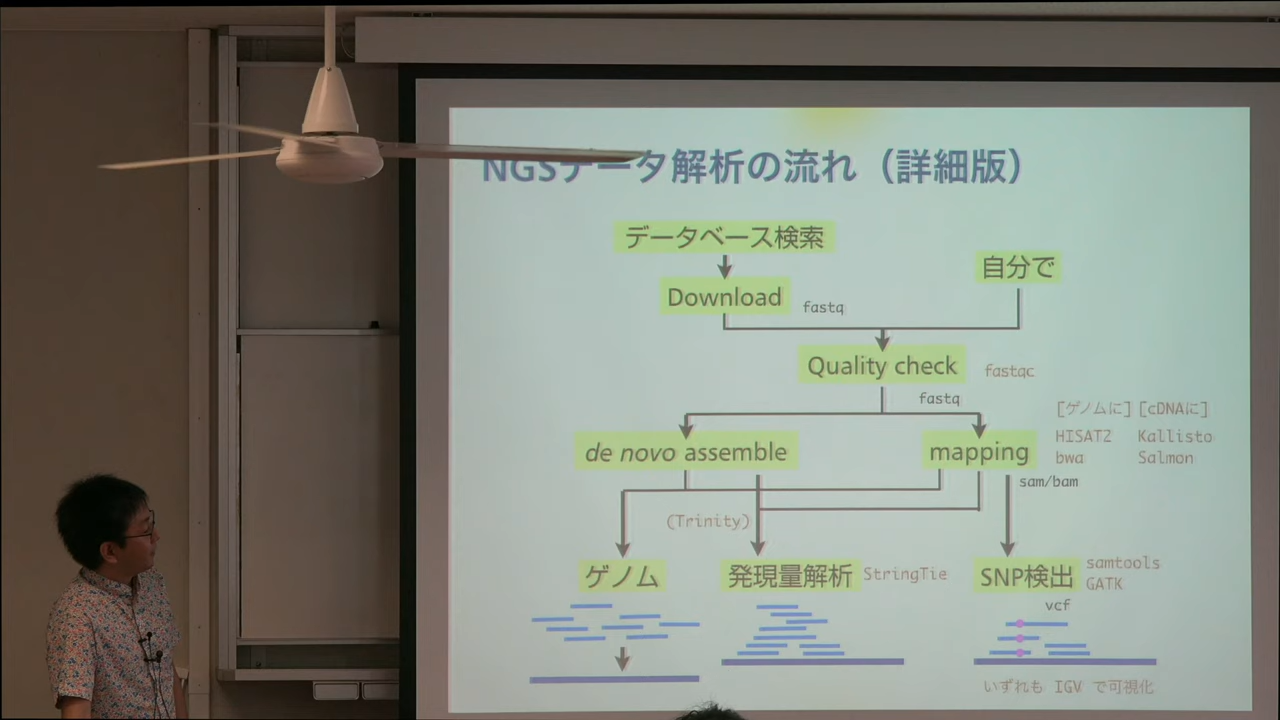 NGSデータ解析の流れ（詳細版）
データベース検索
自分で
Download
fastq
Quality check
fastqc
fastq
[ゲノムに] [cDNAに]
HISAT2 Kallisto
bwa Salmon
de novo assemble
mapping
sam/bam
(Trinity)
ゲノム
発現量解析
StringTie
SNP検出
samtools
GATK
vcf
いずれも IGV で可視化